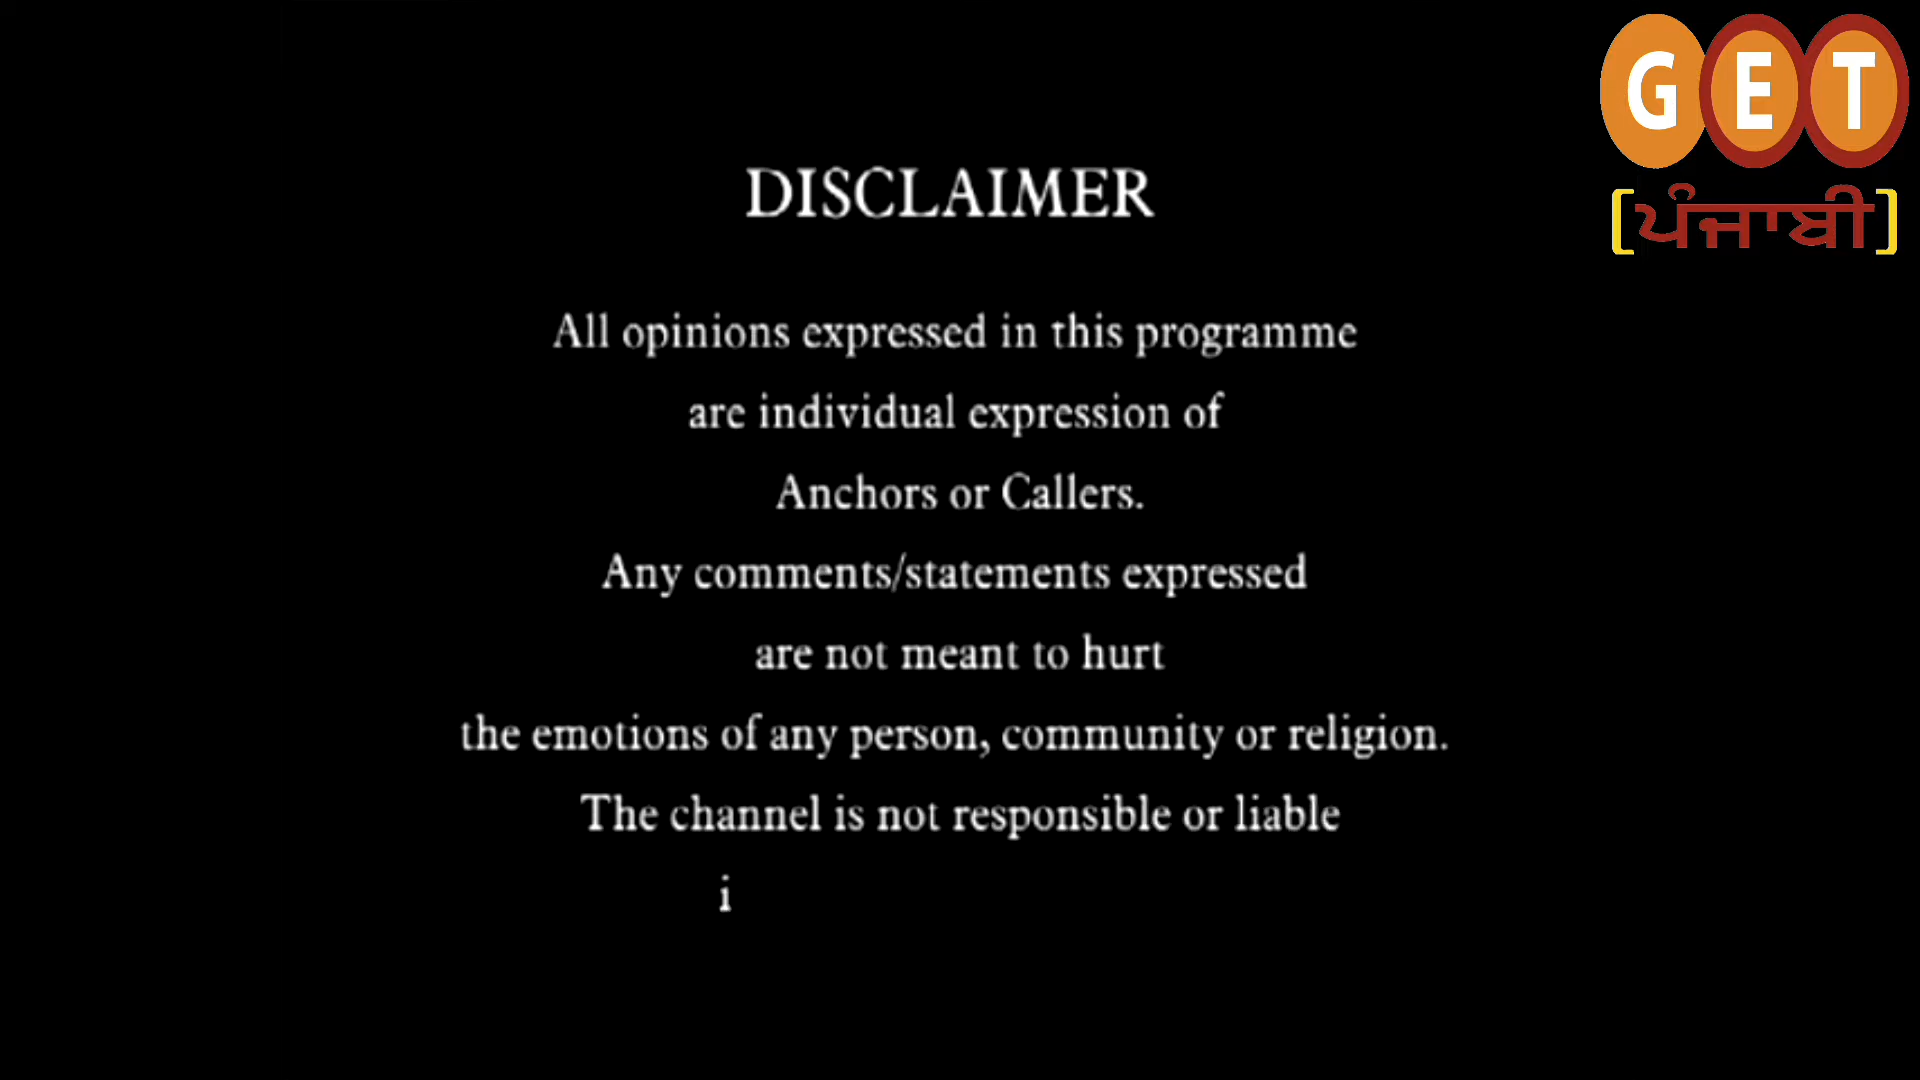 GET
[ਪੰਜਾਬੀ]
DISCLAIMER
All opinions expressed in this programme
are individual expression of
Anchors or Callers.
Any comments/statements expressed
are not meant to hurt
the emotions of any person, community or religion.
The channel is not responsible or liable
i